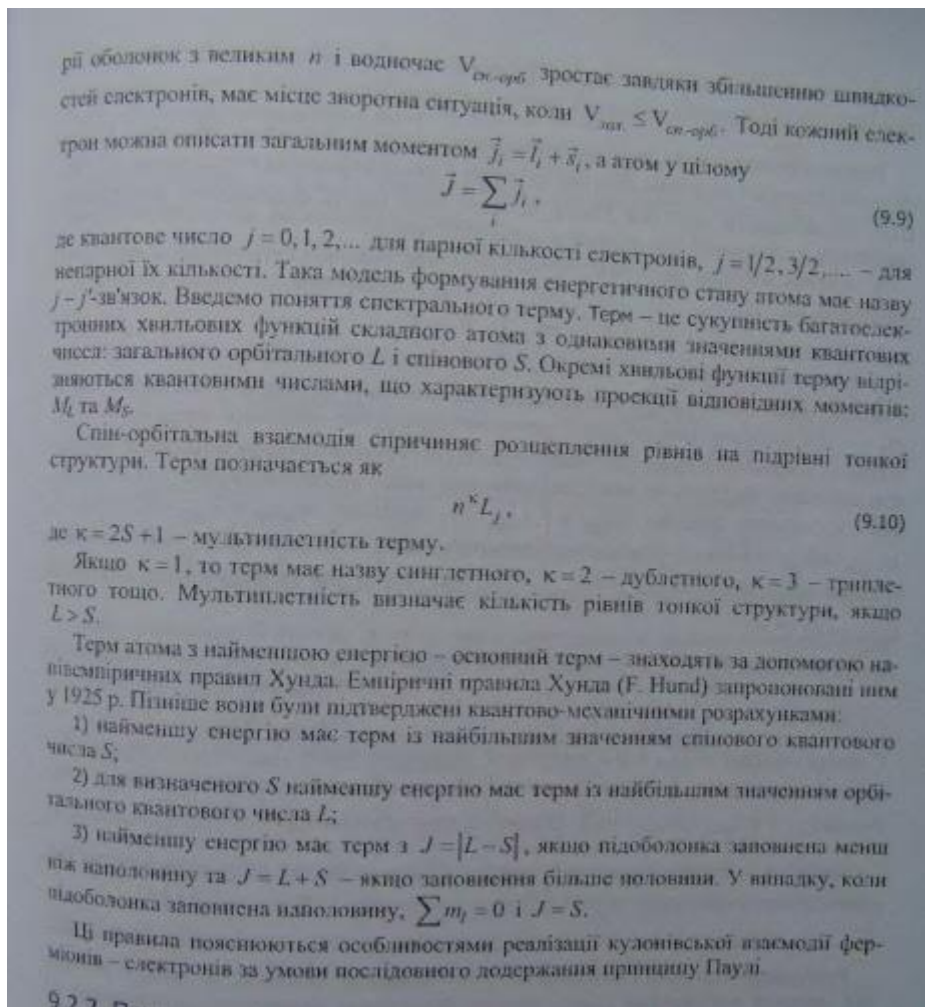 рії оболонок з великим n і водночас V_сп-орб. зростає завдяки збільшенню швидко-
стей електронів, має місце зворотна ситуація, коли V_зал. ≤ V_сп-орб. Тоді кожний елек-
трон можна описати загальним моментом j⃗_i = l⃗_i + s⃗_i, а атом у цілому
J⃗ = ∑_i j⃗_i ,
(9.9)
де квантове число j = 0, 1, 2,... для парної кількості електронів, j = 1/2, 3/2,.... – для
непарної їх кількості. Така модель формування енергетичного стану атома має назву
j – j'-зв'язок. Введемо поняття спектрального терму. Терм – це сукупність багатоелек-
тронних хвильових функцій складного атома з однаковими значеннями квантових
чисел: загального орбітального L і спінового S. Окремі хвильові функції терму відрі-
зняються квантовими числами, що характеризують проекції відповідних моментів:
M_L та M_S.
Спін-орбітальна взаємодія спричиняє розщеплення рівнів на підрівні тонкої
структури. Терм позначається як
n ^κL_j ,
(9.10)
де κ = 2S + 1 – мультиплетність терму.
Якщо κ = 1, то терм має назву синглетного, κ = 2 – дублетного, κ = 3 – трипле-
тного тощо. Мультиплетність визначає кількість рівнів тонкої структури, якщо
L > S.
Терм атома з найменшою енергією – основний терм – знаходять за допомогою на-
півемпіричних правил Хунда. Емпіричні правила Хунда (F. Hund) запропоновані ним
у 1925 р. Пізніше вони були підтверджені квантово-механічними розрахунками:
1) найменшу енергію має терм із найбільшим значенням спінового квантового
числа S;
2) для визначеного S найменшу енергію має терм із найбільшим значенням орбі-
тального квантового числа L;
3) найменшу енергію має терм з J = |L – S|, якщо підоболонка заповнена менш
ніж наполовину та J = L + S – якщо заповнення більше половини. У випадку, коли
підоболонка заповнена наполовину, ∑ m_l = 0 і J = S.
Ці правила пояснюються особливостями реалізації кулонівської взаємодії фер-
міонів – електронів за умови послідовного додержання принципу Паулі.
9.2.2.